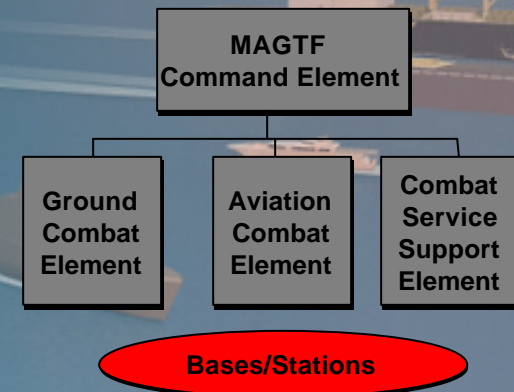 MAGTF
Command Element
Ground
Combat
Element
Aviation
Combat
Element
Combat
Service
Support
Element
Bases/Stations